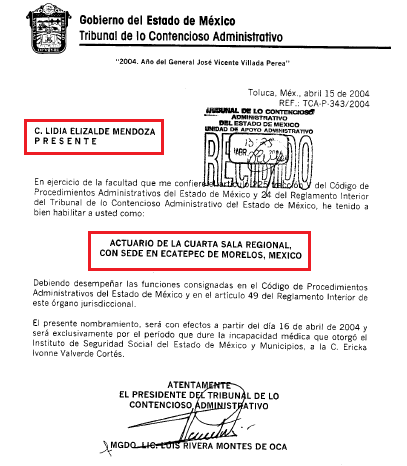 Gobierno del Estado de México
Tribunal de lo Contencioso Administrativo
"2004. Año del General José Vicente Villada Perea"
Toluca, Méx., abril 15 de 2004
REF.: TCA-P-343/2004
TRIBUNAL DE LO CONTENCIOSO
ADMINISTRATIVO
DEL ESTADO DE MEXICO
UNIDAD DE APOYO ADMINISTRATIVO
C. LIDIA ELIZALDE MENDOZA
P R E S E N T E
En ejercicio de la facultad que me confiere el artículo 225 fracción del Código de
Procedimientos Administrativos del Estado de México y 24 del Reglamento Interior
del Tribunal de lo Contencioso Administrativo del Estado de México, he tenido a
bien habilitar a usted como:
ACTUARIO DE LA CUARTA SALA REGIONAL,
CON SEDE EN ECATEPEC DE MORELOS, MEXICO
Debiendo desempeñar las funciones consignadas en el Código de Procedimientos
Administrativos del Estado de México y en el artículo 49 del Reglamento Interior de
este órgano jurisdiccional.
El presente nombramiento, será con efectos a partir del día 16 de abril de 2004 y
será exclusivamente por el período que dure la incapacidad médica que otorgó el
Instituto de Seguridad Social del Estado de México y Municipios, a la C. Ericka
Ivonne Valverde Cortés.
ATENTAMENTE
EL PRESIDENTE DEL TRIBUNAL DE LO
CONTENCIOSO ADMINISTRATIVO
MGDO. LIC. LUIS RIVERA MONTES DE OCA